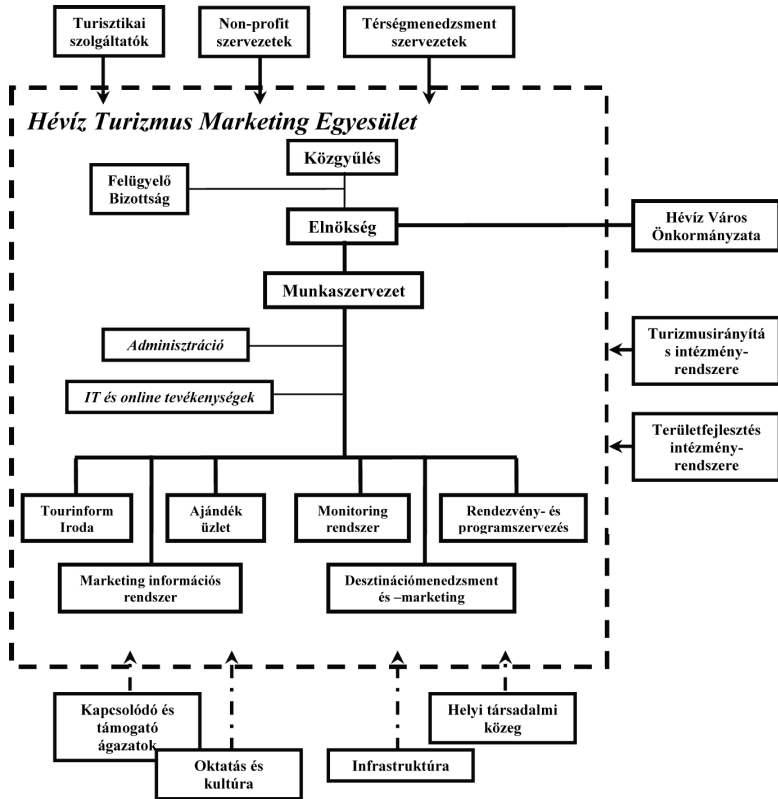 Turisztikai
szolgáltatók
Non-profit
szervezetek
Térségmenedzsment
szervezetek
Hévíz Turizmus Marketing Egyesület
Közgyűlés
Felügyelő
Bizottság
Elnökség
Hévíz Város
Önkormányzata
Munkaszervezet
Adminisztráció
Turizmusirányítá
s intézmény-
rendszere
IT és online tevékenységek
Területfejlesztés
intézmény-
rendszere
Tourinform
Iroda
Ajándék
üzlet
Monitoring
rendszer
Rendezvény- és
programszervezés
Marketing információs
rendszer
Desztinációmenedzsment
és –marketing
Kapcsolódó és
támogató
ágazatok
Oktatás és
kultúra
Infrastruktúra
Helyi társadalmi
közeg